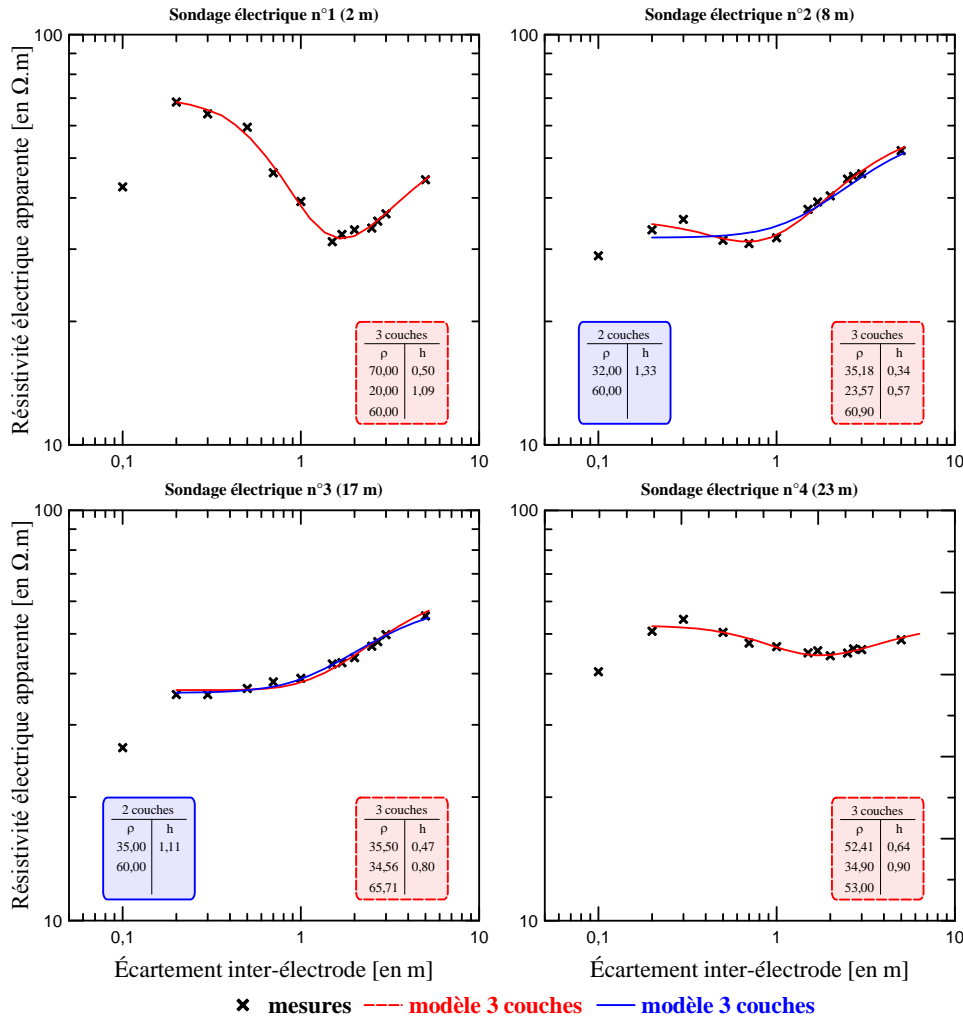 Sondage électrique n°1 (2 m)
Sondage électrique n°2 (8 m)
Résistivité électrique apparente [en Ω.m]
100
10
0,1
1
10
3 couches
ρ h
70,00 0,50
20,00 1,09
60,00
100
10
0,1
1
10
2 couches
ρ h
32,00 1,33
60,00
3 couches
ρ h
35,18 0,34
23,57 0,57
60,90
Sondage électrique n°3 (17 m)
Sondage électrique n°4 (23 m)
Résistivité électrique apparente [en Ω.m]
100
10
0,1
1
10
2 couches
ρ h
35,00 1,11
60,00
3 couches
ρ h
35,50 0,47
34,56 0,80
65,71
100
10
0,1
1
10
3 couches
ρ h
52,41 0,64
34,90 0,90
53,00
Écartement inter-électrode [en m]
Écartement inter-électrode [en m]
mesures modèle 3 couches modèle 3 couches